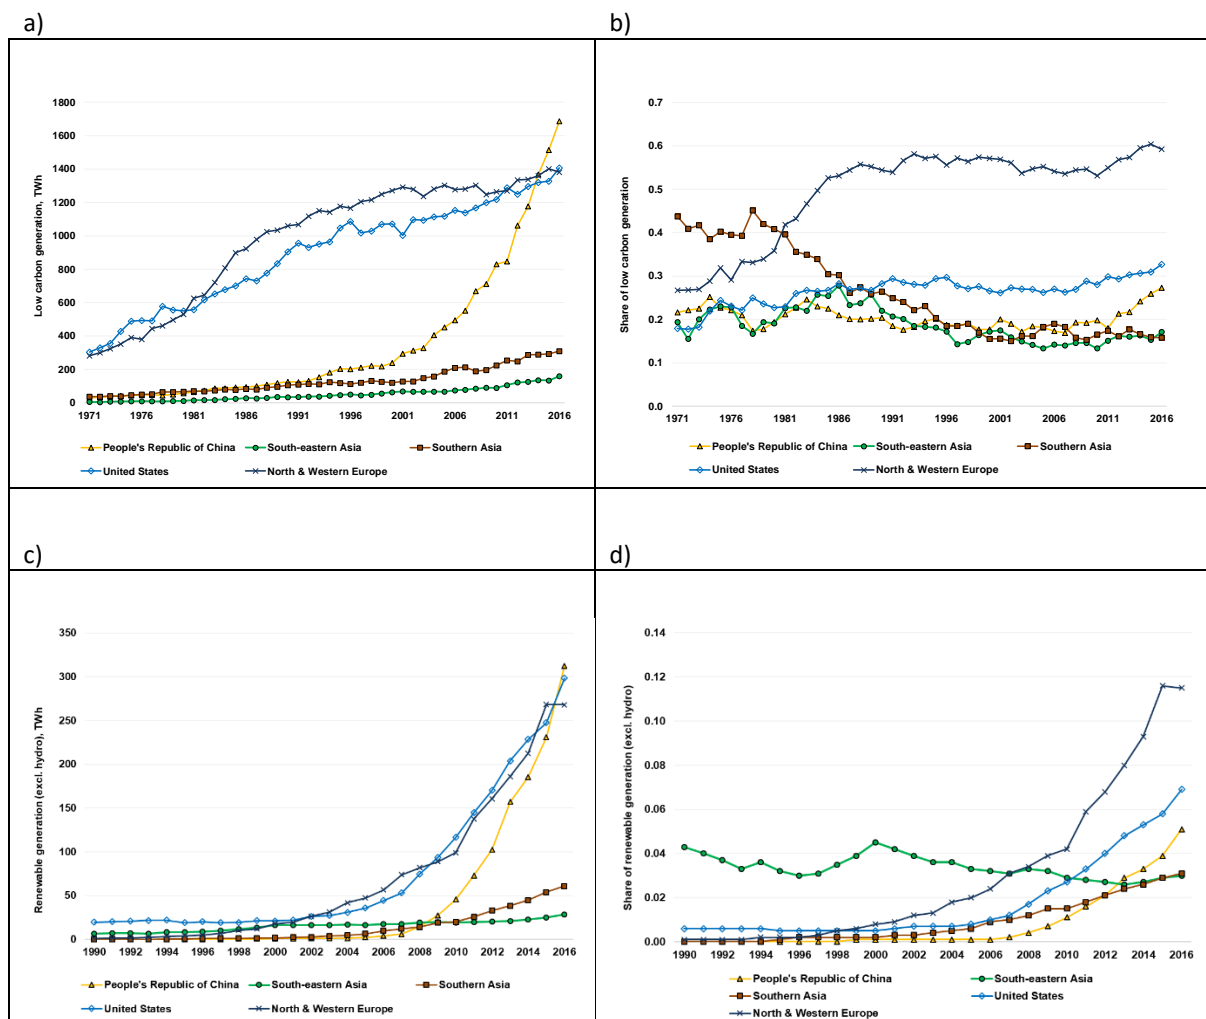 a)
b)
Low carbon generation, TWh
1800
1600
1400
1200
1000
800
600
400
200
0
1971 1976 1981 1986 1991 1996 2001 2006 2011 2016
People's Republic of China South-eastern Asia Southern Asia
United States North & Western Europe
Share of low carbon generation
0.7
0.6
0.5
0.4
0.3
0.2
0.1
0.0
1971 1976 1981 1986 1991 1996 2001 2006 2011 2016
People's Republic of China South-eastern Asia Southern Asia
United States North & Western Europe
c)
d)
Renewable generation (excl. hydro), TWh
350
300
250
200
150
100
50
0
1990 1992 1994 1996 1998 2000 2002 2004 2006 2008 2010 2012 2014 2016
People's Republic of China South-eastern Asia Southern Asia
United States North & Western Europe
Share of renewable generation (excl. hydro)
0.14
0.12
0.10
0.08
0.06
0.04
0.02
0.00
1990 1992 1994 1996 1998 2000 2002 2004 2006 2008 2010 2012 2014 2016
People's Republic of China South-eastern Asia
Southern Asia United States
North & Western Europe